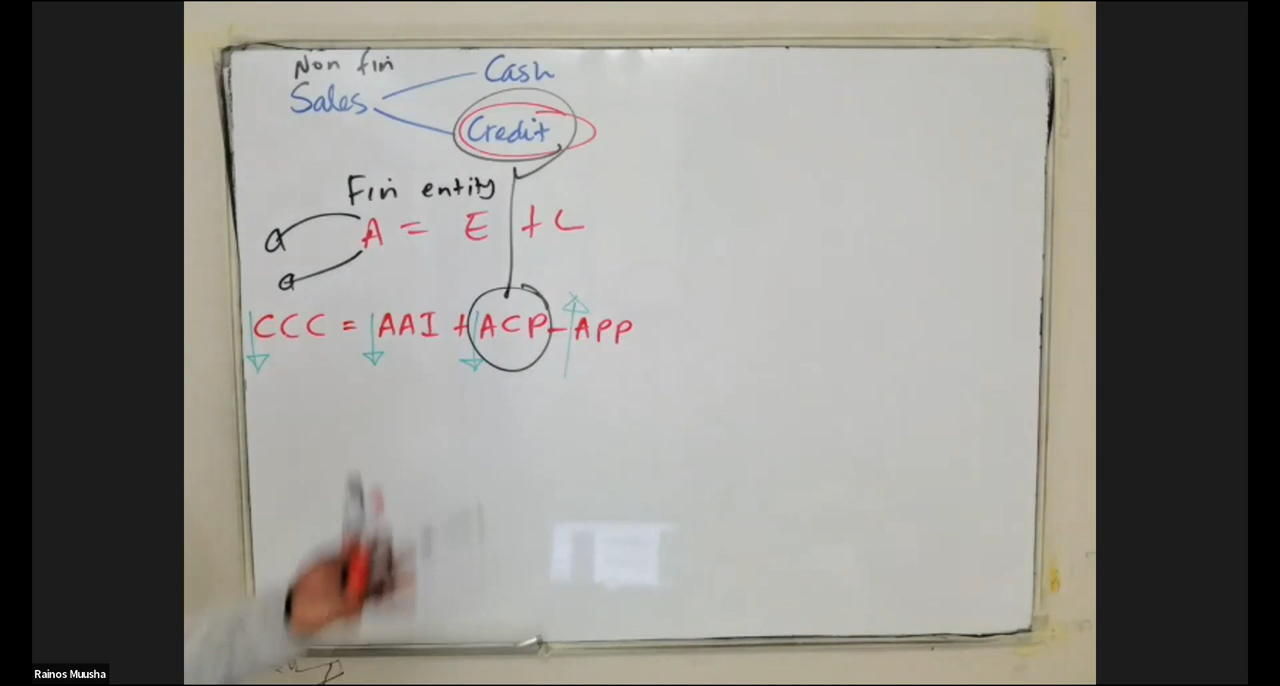 Non fin
Sales
Cash
Credit
Fin entity
A = E + L
CCC = AAI + ACP - APP
Rainos Muusha